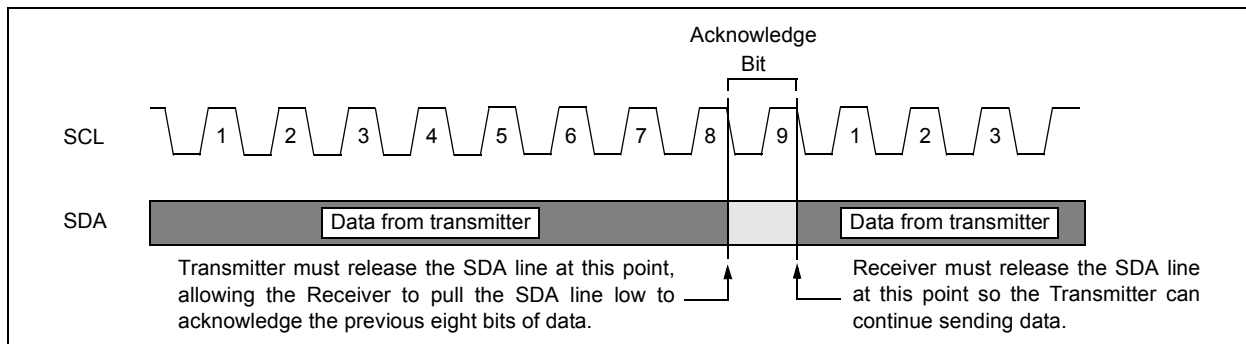 Acknowledge
Bit
SCL
1 2 3 4 5 6 7 8 9 1 2 3
SDA
Data from transmitter
Data from transmitter
Transmitter must release the SDA line at this point,
allowing the Receiver to pull the SDA line low to
acknowledge the previous eight bits of data.
Receiver must release the SDA line
at this point so the Transmitter can
continue sending data.